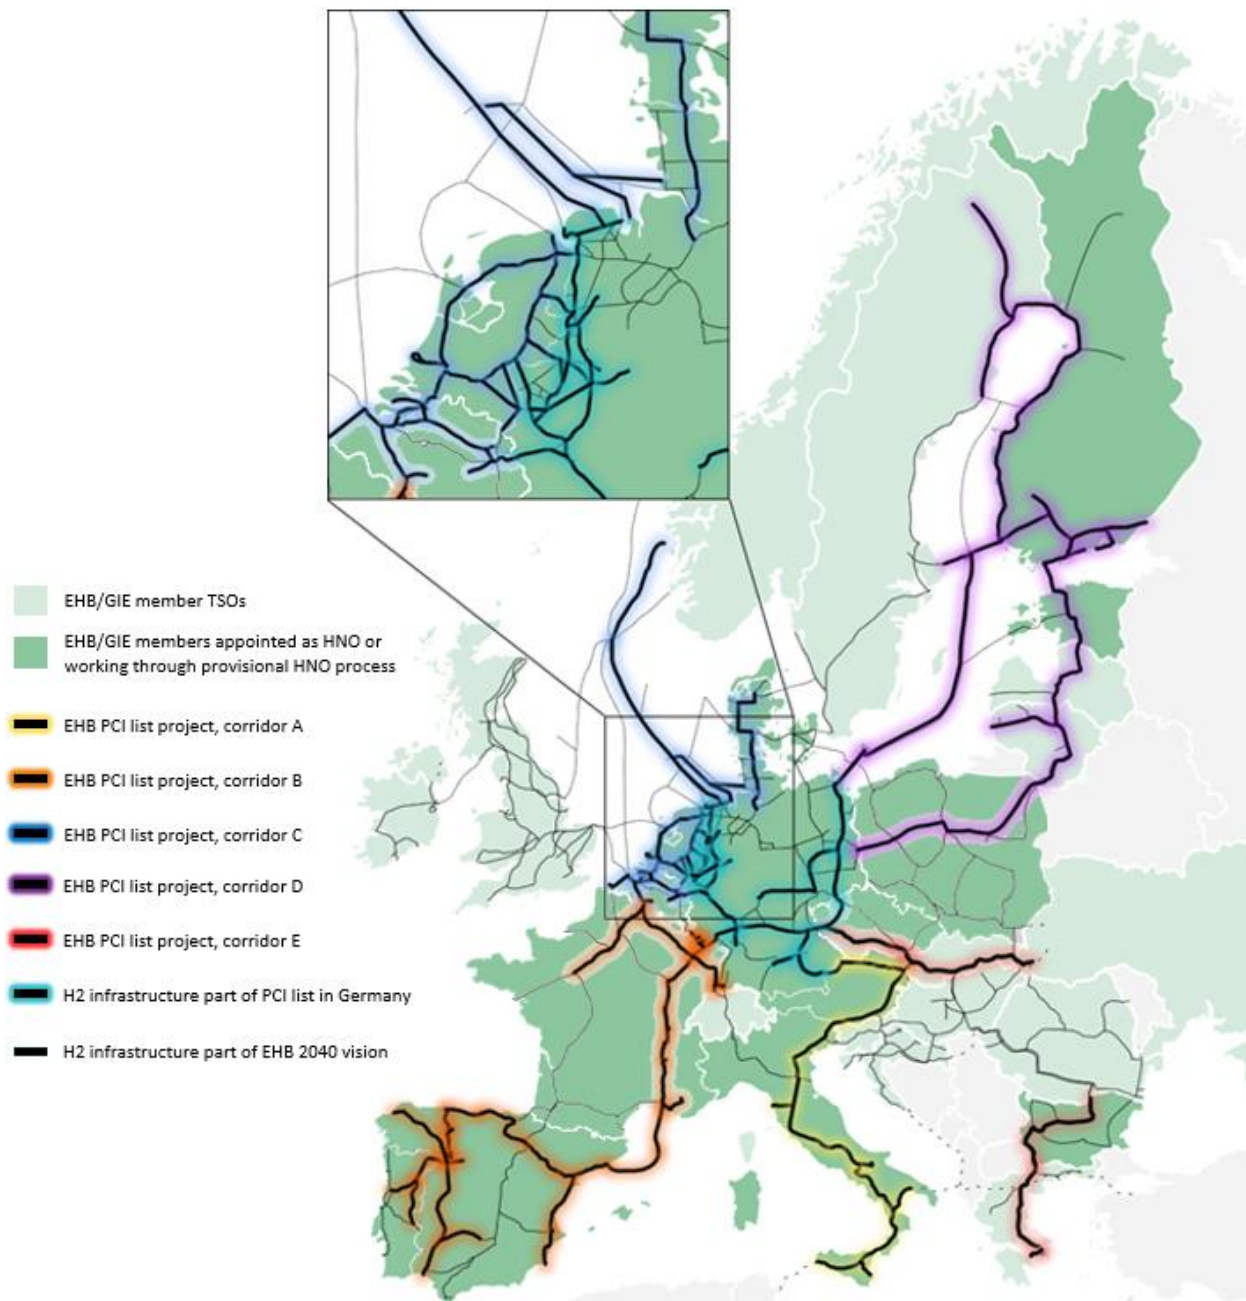 EHB/GIE member TSOs
EHB/GIE members appointed as HNO or
working through provisional HNO process
EHB PCI list project, corridor A
EHB PCI list project, corridor B
EHB PCI list project, corridor C
EHB PCI list project, corridor D
EHB PCI list project, corridor E
H2 infrastructure part of PCI list in Germany
H2 infrastructure part of EHB 2040 vision